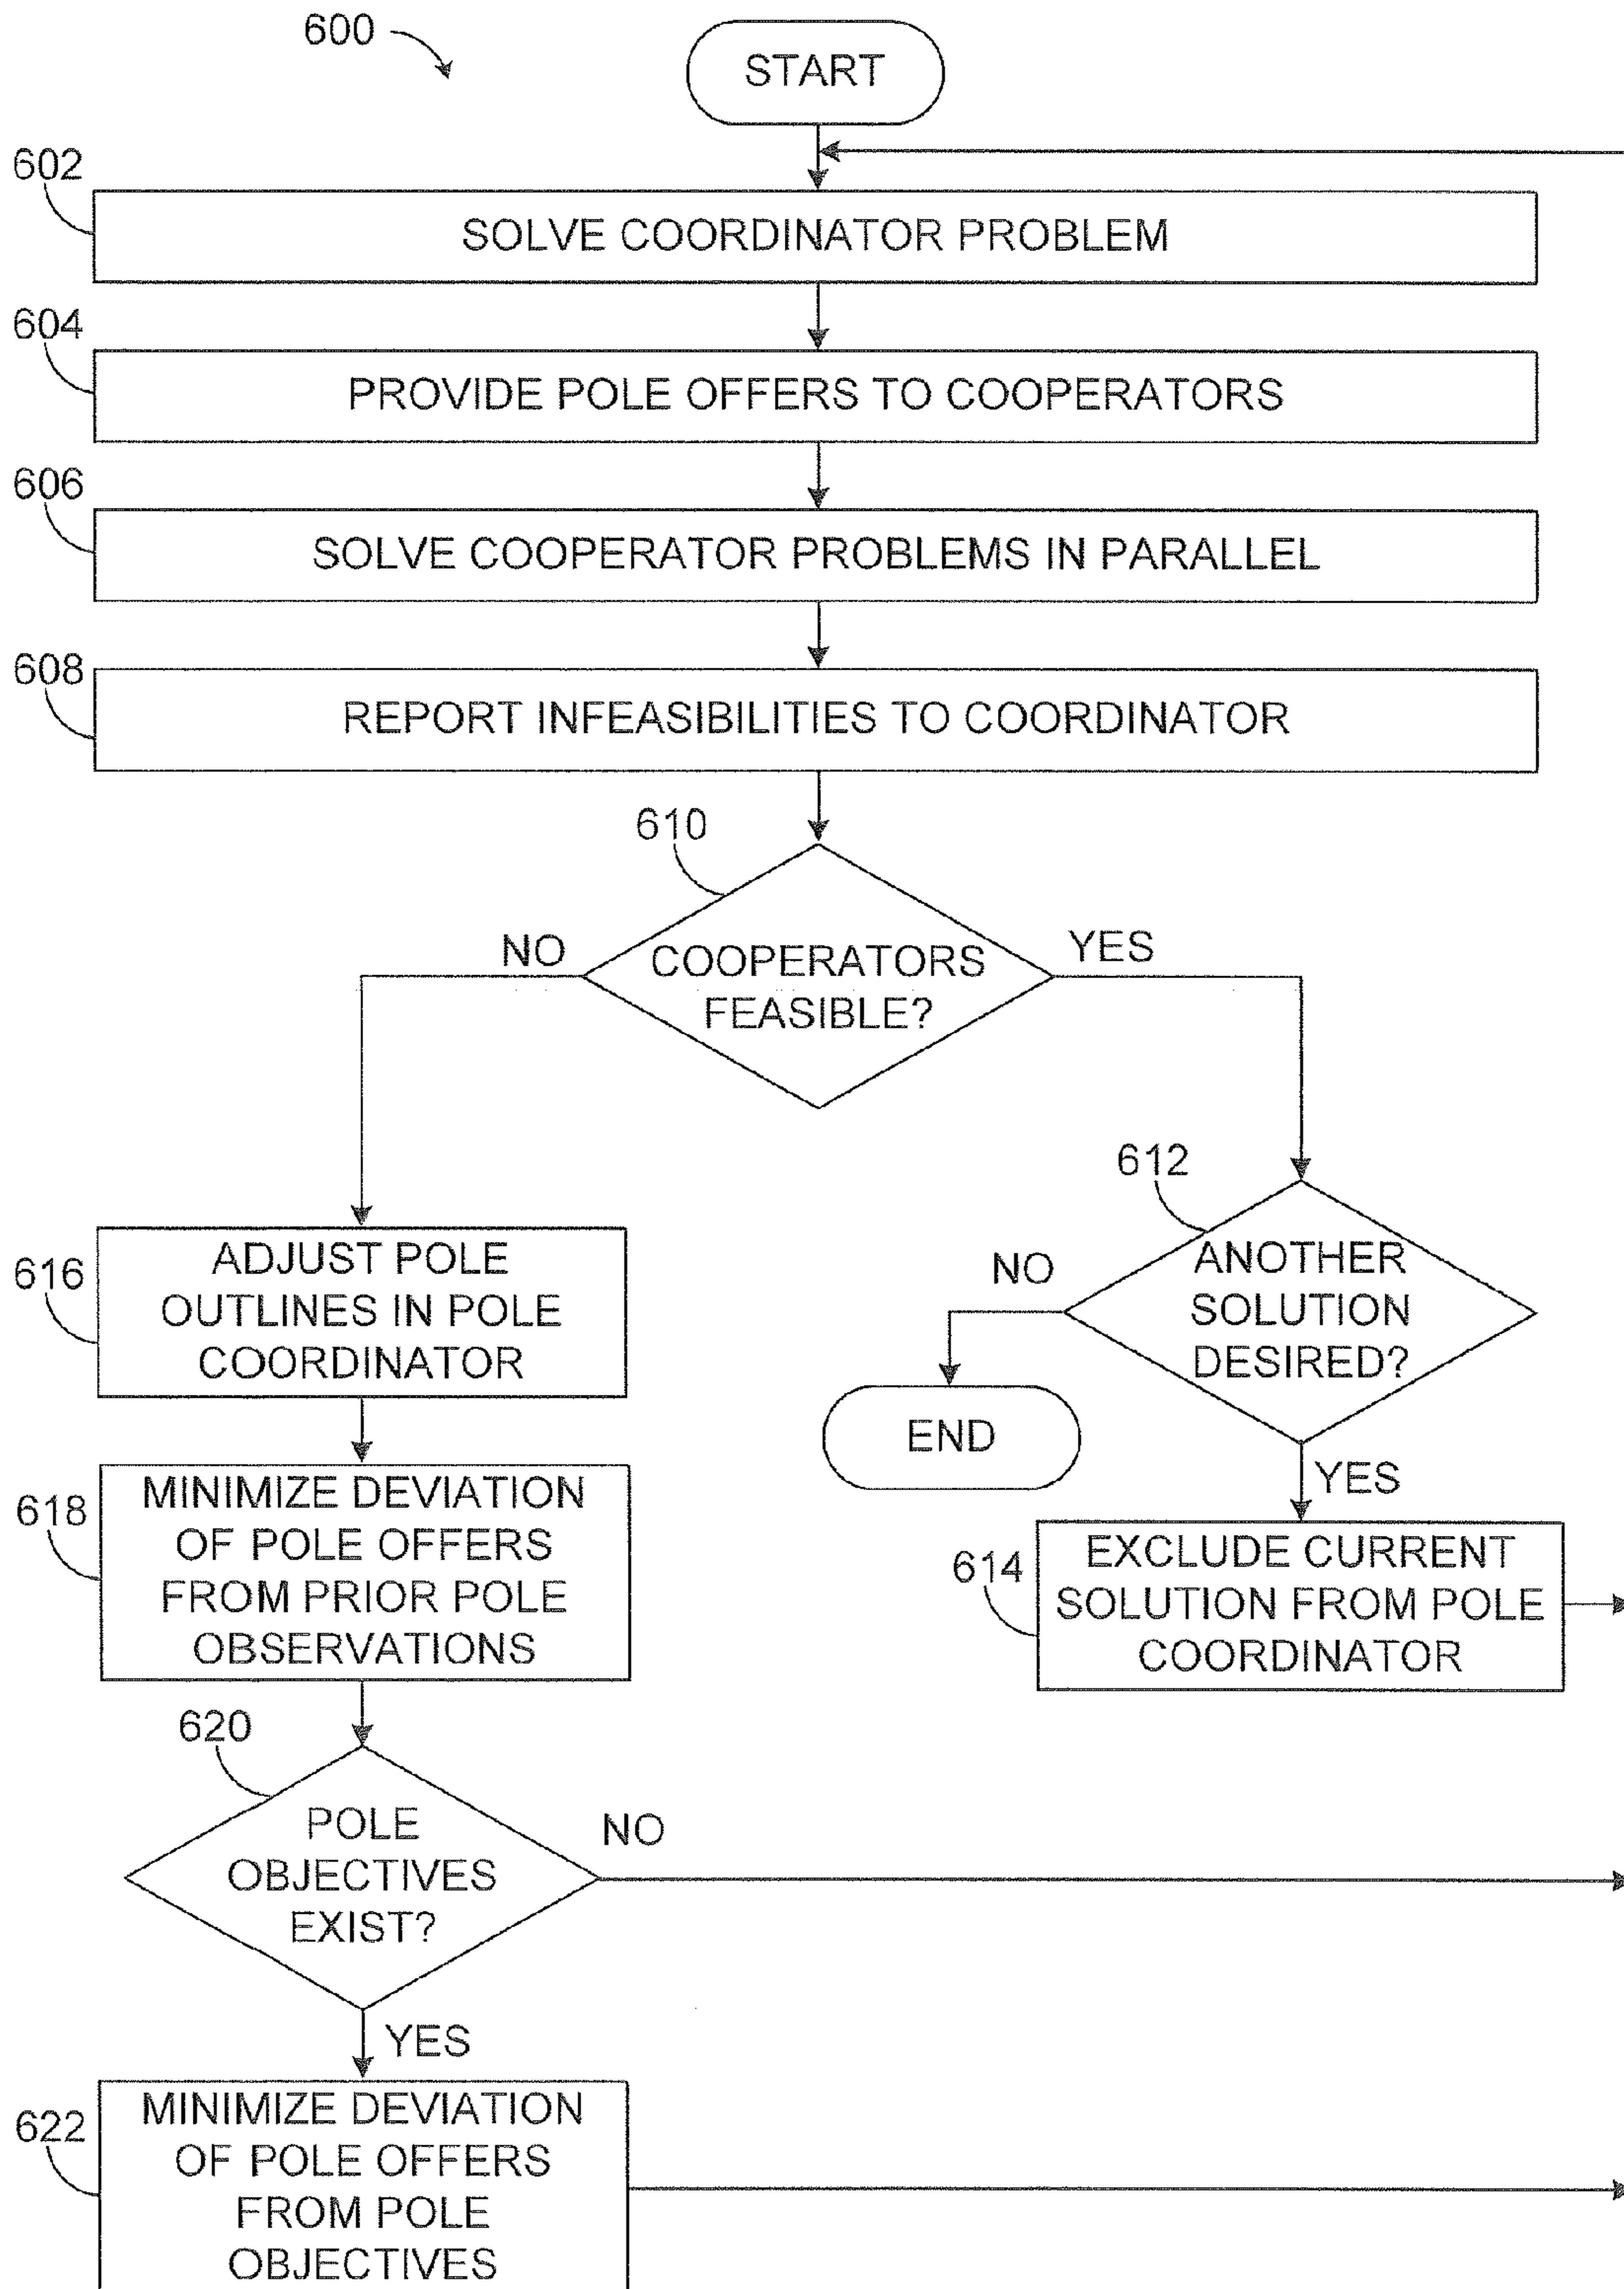 600
START
602
SOLVE COORDINATOR PROBLEM
604
PROVIDE POLE OFFERS TO COOPERATORS
606
SOLVE COOPERATOR PROBLEMS IN PARALLEL
608
REPORT INFEASIBILITIES TO COORDINATOR
610
NO
COOPERATORS
FEASIBLE?
YES
612
ANOTHER
SOLUTION
DESIRED?
NO
END
YES
614
EXCLUDE CURRENT
SOLUTION FROM POLE
COORDINATOR
616
ADJUST POLE
OUTLINES IN POLE
COORDINATOR
618
MINIMIZE DEVIATION
OF POLE OFFERS
FROM PRIOR POLE
OBSERVATIONS
620
POLE
OBJECTIVES
EXIST?
NO
YES
622
MINIMIZE DEVIATION
OF POLE OFFERS
FROM POLE
OBJECTIVES